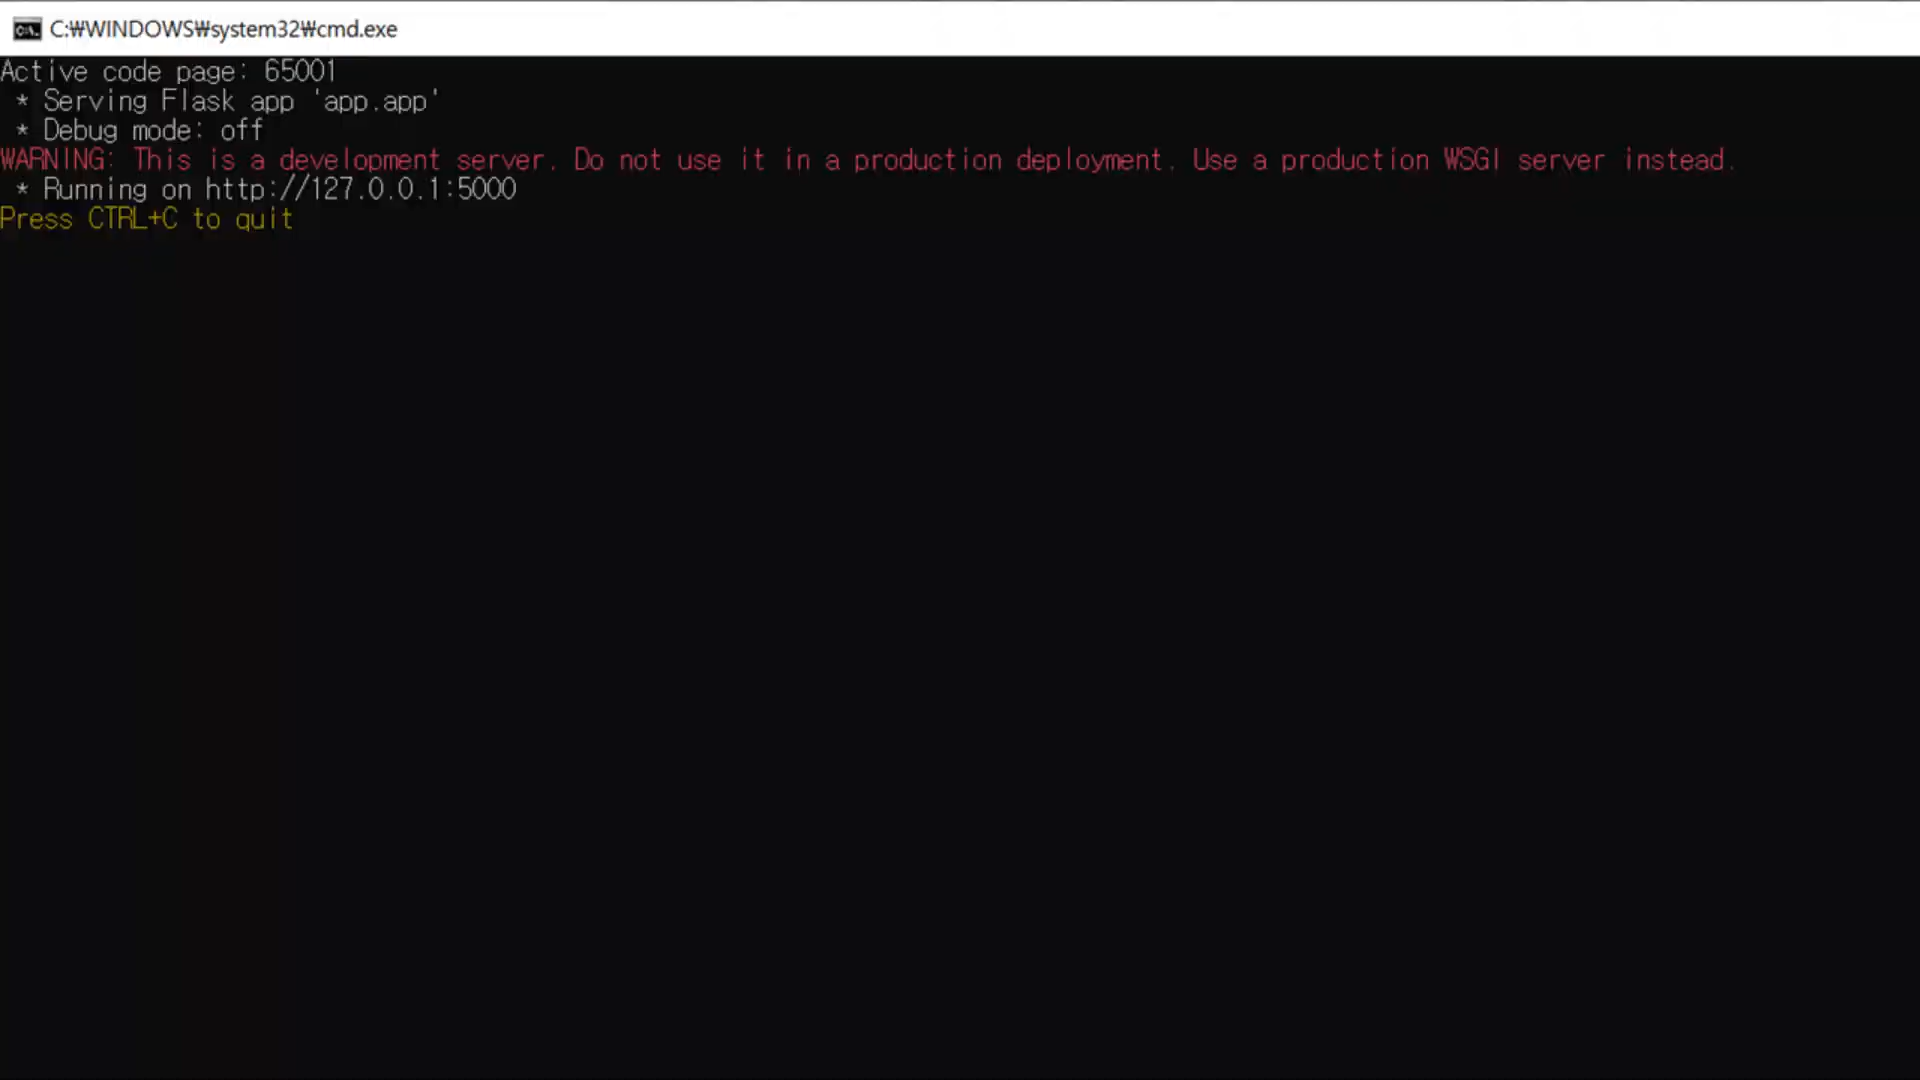 C:₩WINDOWS₩system32₩cmd.exe
Active code page: 65001
* Serving Flask app 'app.app'
* Debug mode: off
WARNING: This is a development server. Do not use it in a production deployment. Use a production WSGI server instead.
* Running on http://127.0.0.1:5000
Press CTRL+C to quit